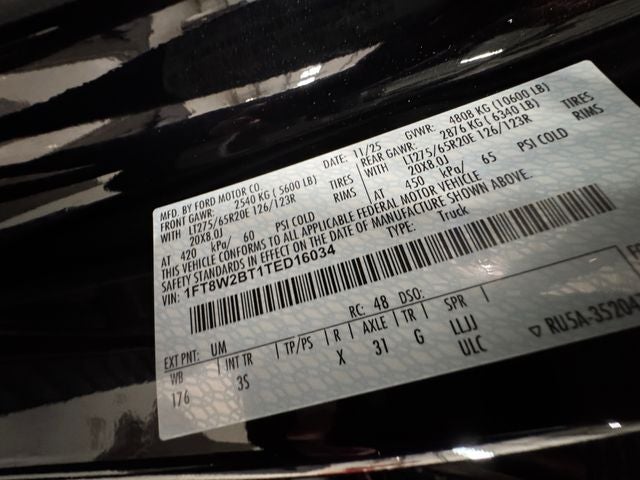 MFD. BY FORD MOTOR CO. DATE: 11/25 GVWR: 4808 KG (10600 LB)
FRONT GAWR: 2540 KG ( 5600 LB) REAR GAWR: 2876 KG ( 6340 LB)
WITH LT275/65R20E 126/123R TIRES WITH LT275/65R20E 126/123R TIRES
20X8.0J RIMS 20X8.0J RIMS
AT 420 kPa/ 60 PSI COLD AT 450 kPa/ 65 PSI COLD
THIS VEHICLE CONFORMS TO ALL APPLICABLE FEDERAL MOTOR VEHICLE
SAFETY STANDARDS IN EFFECT ON THE DATE OF MANUFACTURE SHOWN ABOVE.
VIN: 1FT8W2BT1TED16034 TYPE: Truck
EXT PNT: UM RC: 48 DSO:
WB INT TR TP/PS R AXLE TR SPR
176 3S X 31 G LLJJ
ULC ▽ RU5A-35204